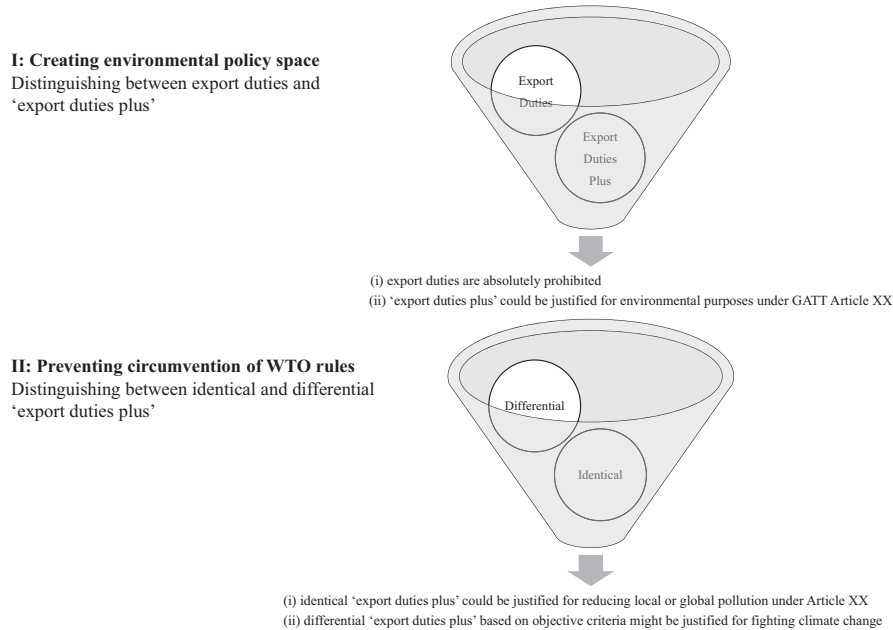 I: Creating environmental policy space
Distinguishing between export duties and
‘export duties plus’
Export
Duties
Export
Duties
Plus
(i) export duties are absolutely prohibited
(ii) ‘export duties plus’ could be justified for environmental purposes under GATT Article XX
II: Preventing circumvention of WTO rules
Distinguishing between identical and differential
‘export duties plus’
Differential
Identical
(i) identical ‘export duties plus’ could be justified for reducing local or global pollution under Article XX
(ii) differential ‘export duties plus’ based on objective criteria might be justified for fighting climate change